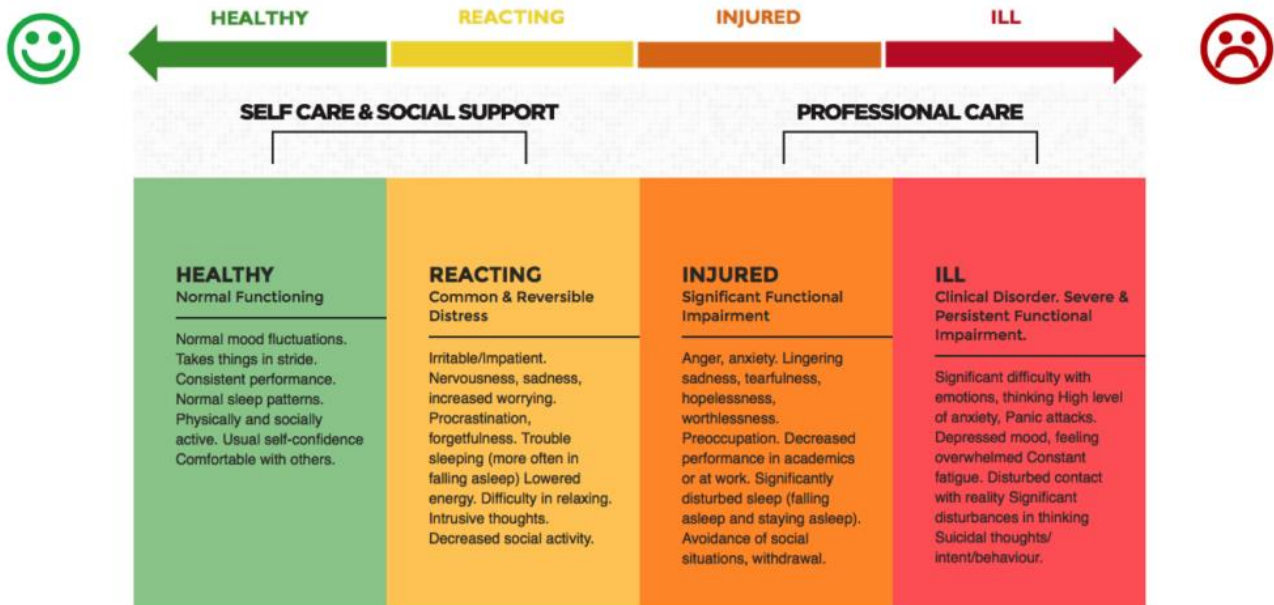 HEALTHY
REACTING
INJURED
ILL
SELF CARE & SOCIAL SUPPORT
PROFESSIONAL CARE
HEALTHY
Normal Functioning
Normal mood fluctuations.
Takes things in stride.
Consistent performance.
Normal sleep patterns.
Physically and socially
active. Usual self-confidence
Comfortable with others.
REACTING
Common & Reversible
Distress
Irritable/Impatient.
Nervousness, sadness,
increased worrying.
Procrastination,
forgetfulness. Trouble
sleeping (more often in
falling asleep) Lowered
energy. Difficulty in relaxing.
Intrusive thoughts.
Decreased social activity.
INJURED
Significant Functional
Impairment
Anger, anxiety. Lingering
sadness, tearfulness,
hopelessness,
worthlessness.
Preoccupation. Decreased
performance in academics
or at work. Significantly
disturbed sleep (falling
asleep and staying asleep).
Avoidance of social
situations, withdrawal.
ILL
Clinical Disorder. Severe &
Persistent Functional
Impairment.
Significant difficulty with
emotions, thinking High level
of anxiety, Panic attacks.
Depressed mood, feeling
overwhelmed Constant
fatigue. Disturbed contact
with reality Significant
disturbances in thinking
Suicidal thoughts/
intent/behaviour.